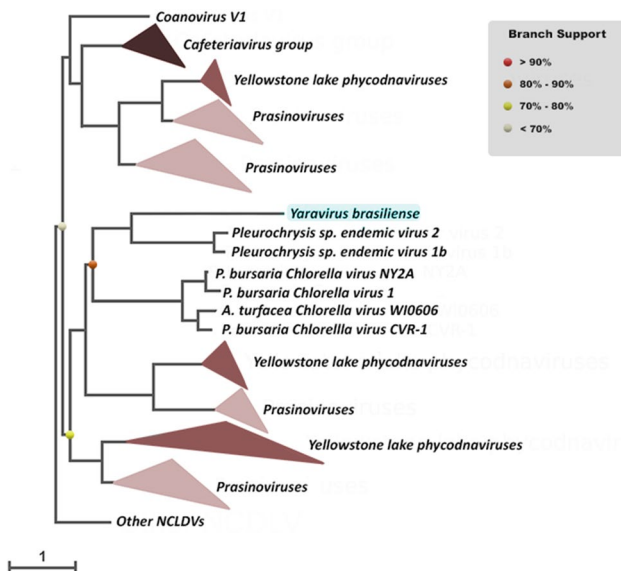 Coanovirus V1
Cafeteriavirus group
Yellowstone lake phycodnaviruses
Prasinoviruses
Prasinoviruses
Yaravirus brasiliense
Pleurochrysis sp. endemic virus 2
Pleurochrysis sp. endemic virus 1b
P. bursaria Chlorella virus NY2A
P. bursaria Chlorella virus 1
A. turfacea Chlorella virus WI0606
P. bursaria Chlorellla virus CVR-1
Yellowstone lake phycodnaviruses
Prasinoviruses
Yellowstone lake phycodnaviruses
Prasinoviruses
Other NCLDVs
1
Branch Support
> 90%
80% - 90%
70% - 80%
< 70%